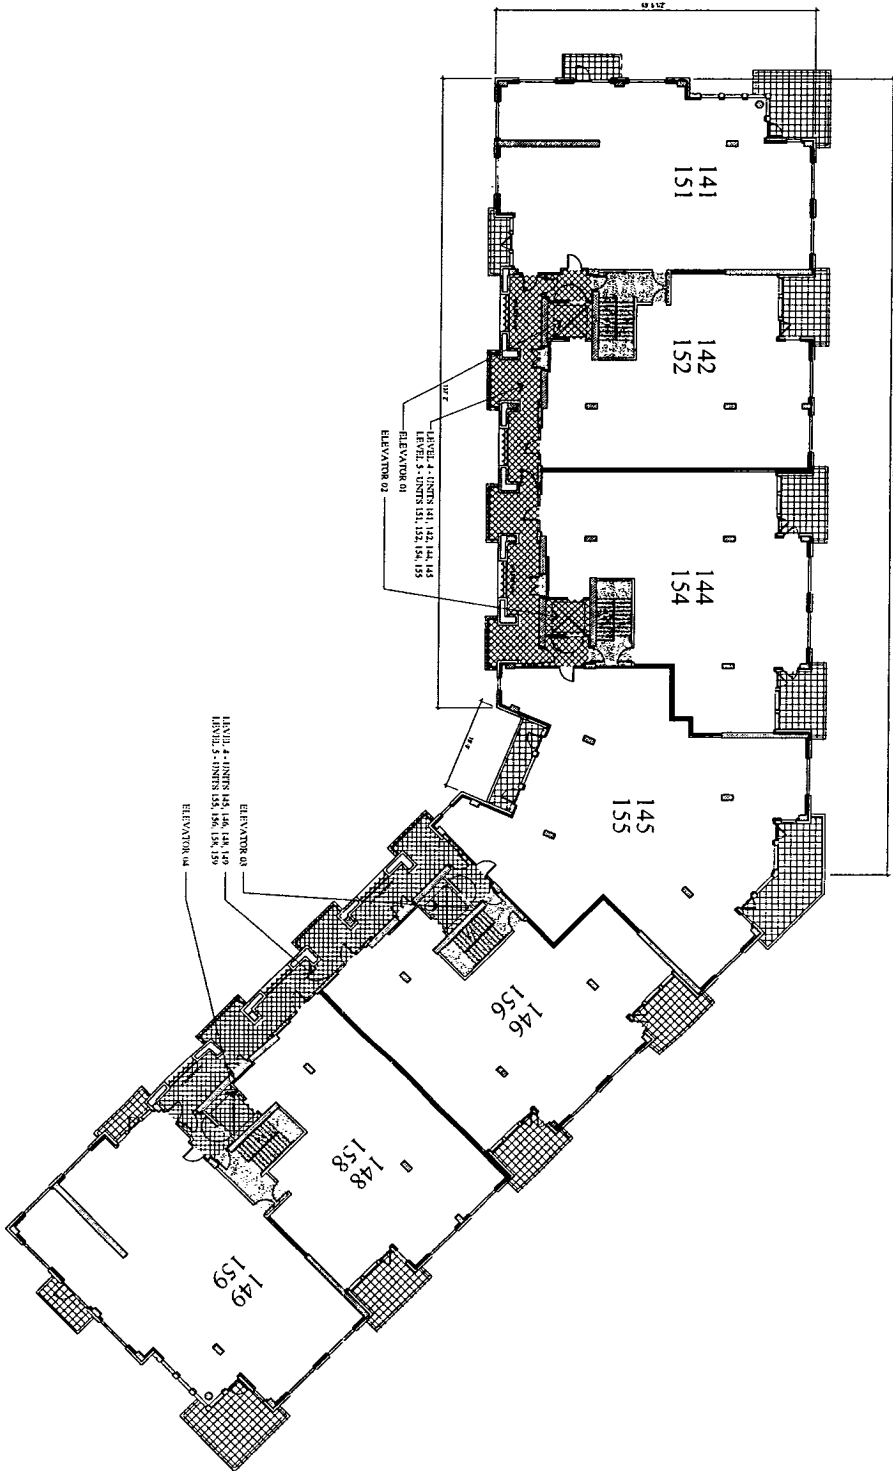 141
151
142
152
LEVEL 4 - UNITS 141, 142, 144, 145
LEVEL 5 - UNITS 151, 152, 154, 155
ELEVATOR 01
ELEVATOR 02
144
154
145
155
ELEVATOR 03
LEVEL 4 - UNITS 145, 146, 148, 149
LEVEL 5 - UNITS 155, 156, 158, 159
ELEVATOR 04
146
156
148
158
149
159